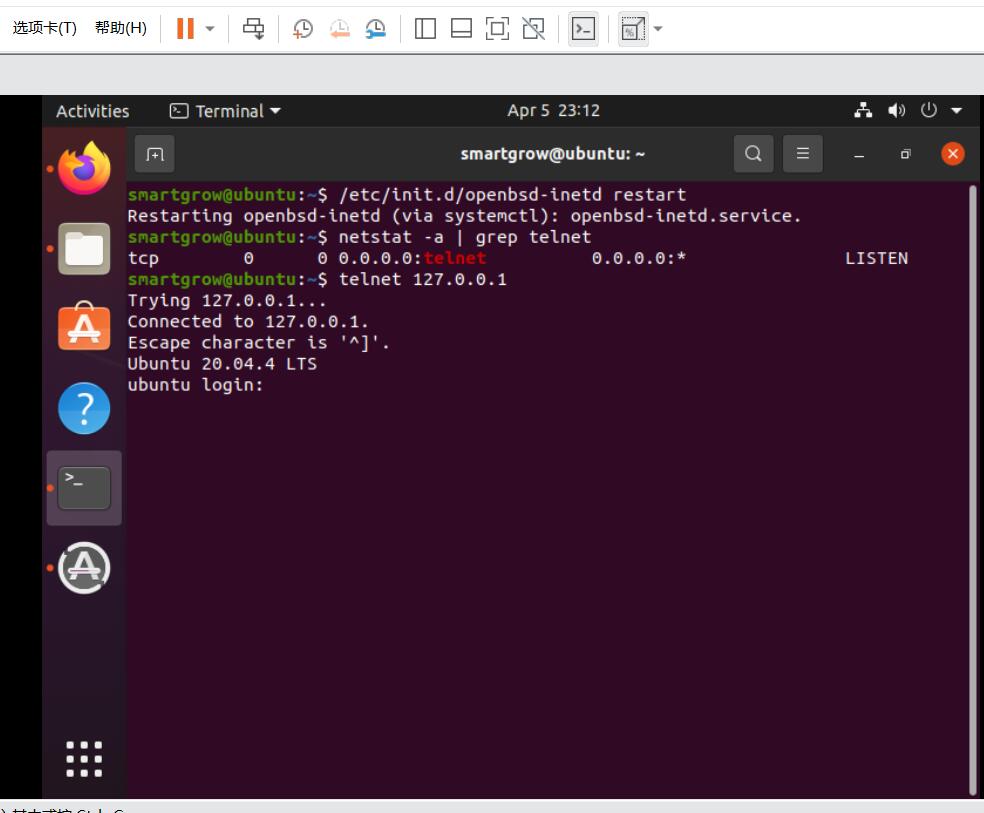 选项卡(T) 帮助(H)
Activities Terminal Apr 5 23:12
smartgrow@ubuntu: ~
smartgrow@ubuntu:~$ /etc/init.d/openbsd-inetd restart
Restarting openbsd-inetd (via systemctl): openbsd-inetd.service.
smartgrow@ubuntu:~$ netstat -a | grep telnet
tcp 0 0 0.0.0.0:telnet 0.0.0.0:* LISTEN
smartgrow@ubuntu:~$ telnet 127.0.0.1
Trying 127.0.0.1...
Connected to 127.0.0.1.
Escape character is '^]'.
Ubuntu 20.04.4 LTS
ubuntu login: